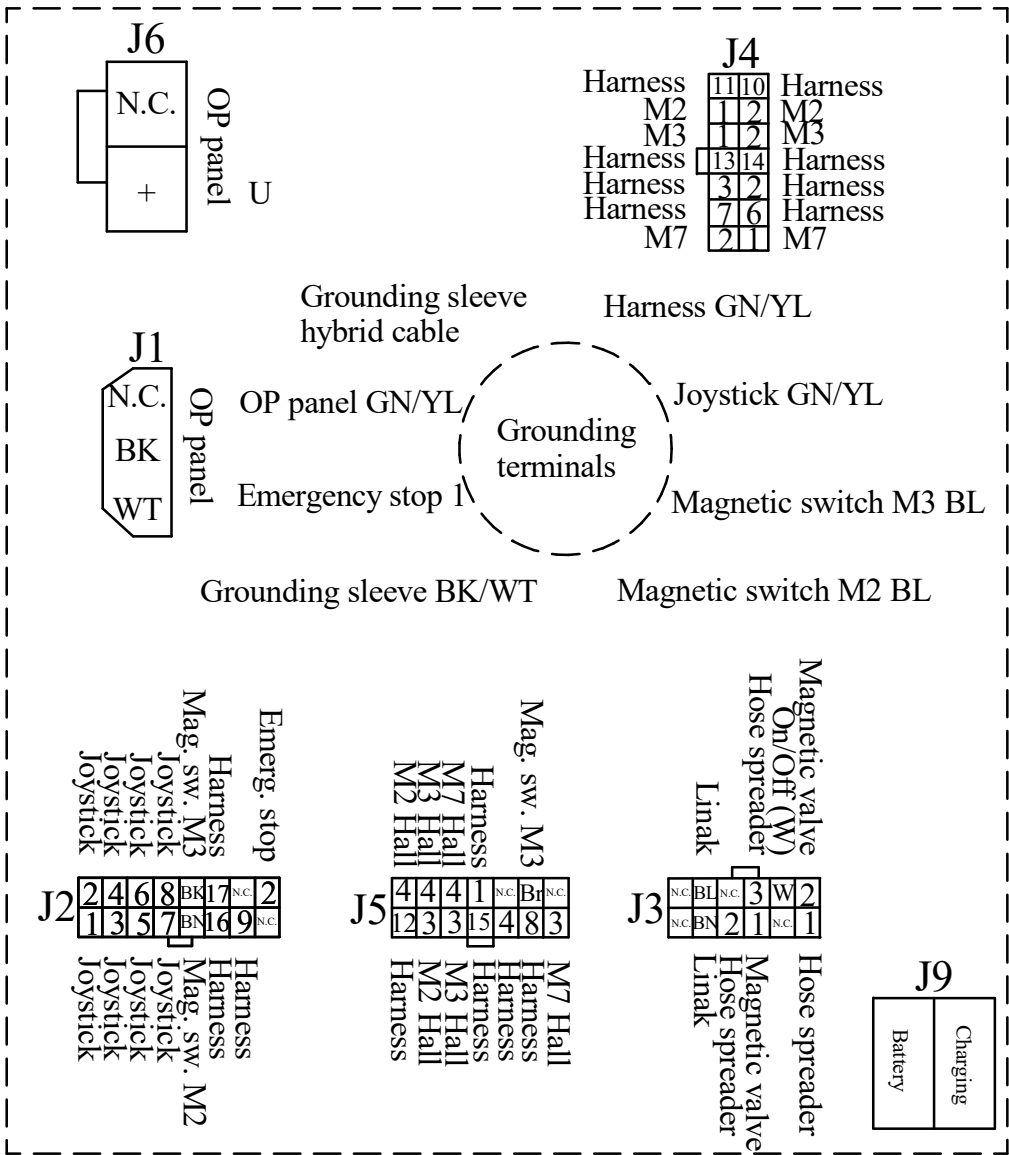 J6
N.C.
+
OP panel
U
J4
Harness 11 10 Harness
M2 1 2 M2
M3 1 2 M3
Harness 13 14 Harness
Harness 3 2 Harness
Harness 7 6 Harness
M7 2 1 M7
Grounding sleeve
hybrid cable
Harness GN/YL
J1
N.C.
BK
WT
OP panel
OP panel GN/YL
Joystick GN/YL
Grounding
terminals
Emergency stop 1
Magnetic switch M3 BL
Grounding sleeve BK/WT
Magnetic switch M2 BL
Joystick
Joystick
Joystick
Joystick
Mag. sw. M3
Harness
Emerg. stop
J2
2 4 6 8 BK 17 N.C. 2
1 3 5 7 BN 16 9 N.C.
Joystick
Joystick
Joystick
Joystick
Mag. sw. M2
Harness
Harness
M2 Hall
M3 Hall
M7 Hall
Harness
Mag. sw. M3
J5
4 4 4 1 N.C. Br N.C.
12 3 3 15 4 8 3
Harness
M2 Hall
M3 Hall
Harness
Harness
Harness
M7 Hall
Linak
Hose spreader
On/Off (W)
Magnetic valve
J3
N.C. BL N.C. 3 W 2
N.C. BN 2 1 N.C. 1
Linak
Hose spreader
Magnetic valve
Hose spreader
J9
Battery
Charging